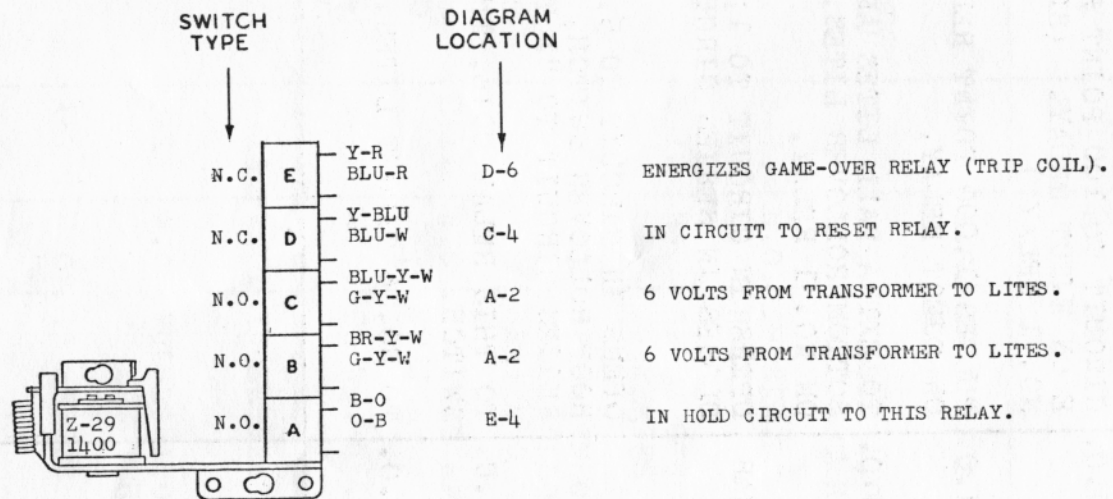 SWITCH TYPE
DIAGRAM LOCATION
Y-R
N.C. E BLU-R D-6 ENERGIZES GAME-OVER RELAY (TRIP COIL).
Y-BLU
N.C. D BLU-W C-4 IN CIRCUIT TO RESET RELAY.
BLU-Y-W
N.O. C G-Y-W A-2 6 VOLTS FROM TRANSFORMER TO LITES.
BR-Y-W
N.O. B G-Y-W A-2 6 VOLTS FROM TRANSFORMER TO LITES.
B-O
N.O. A O-B E-4 IN HOLD CIRCUIT TO THIS RELAY.
Z-29
1400